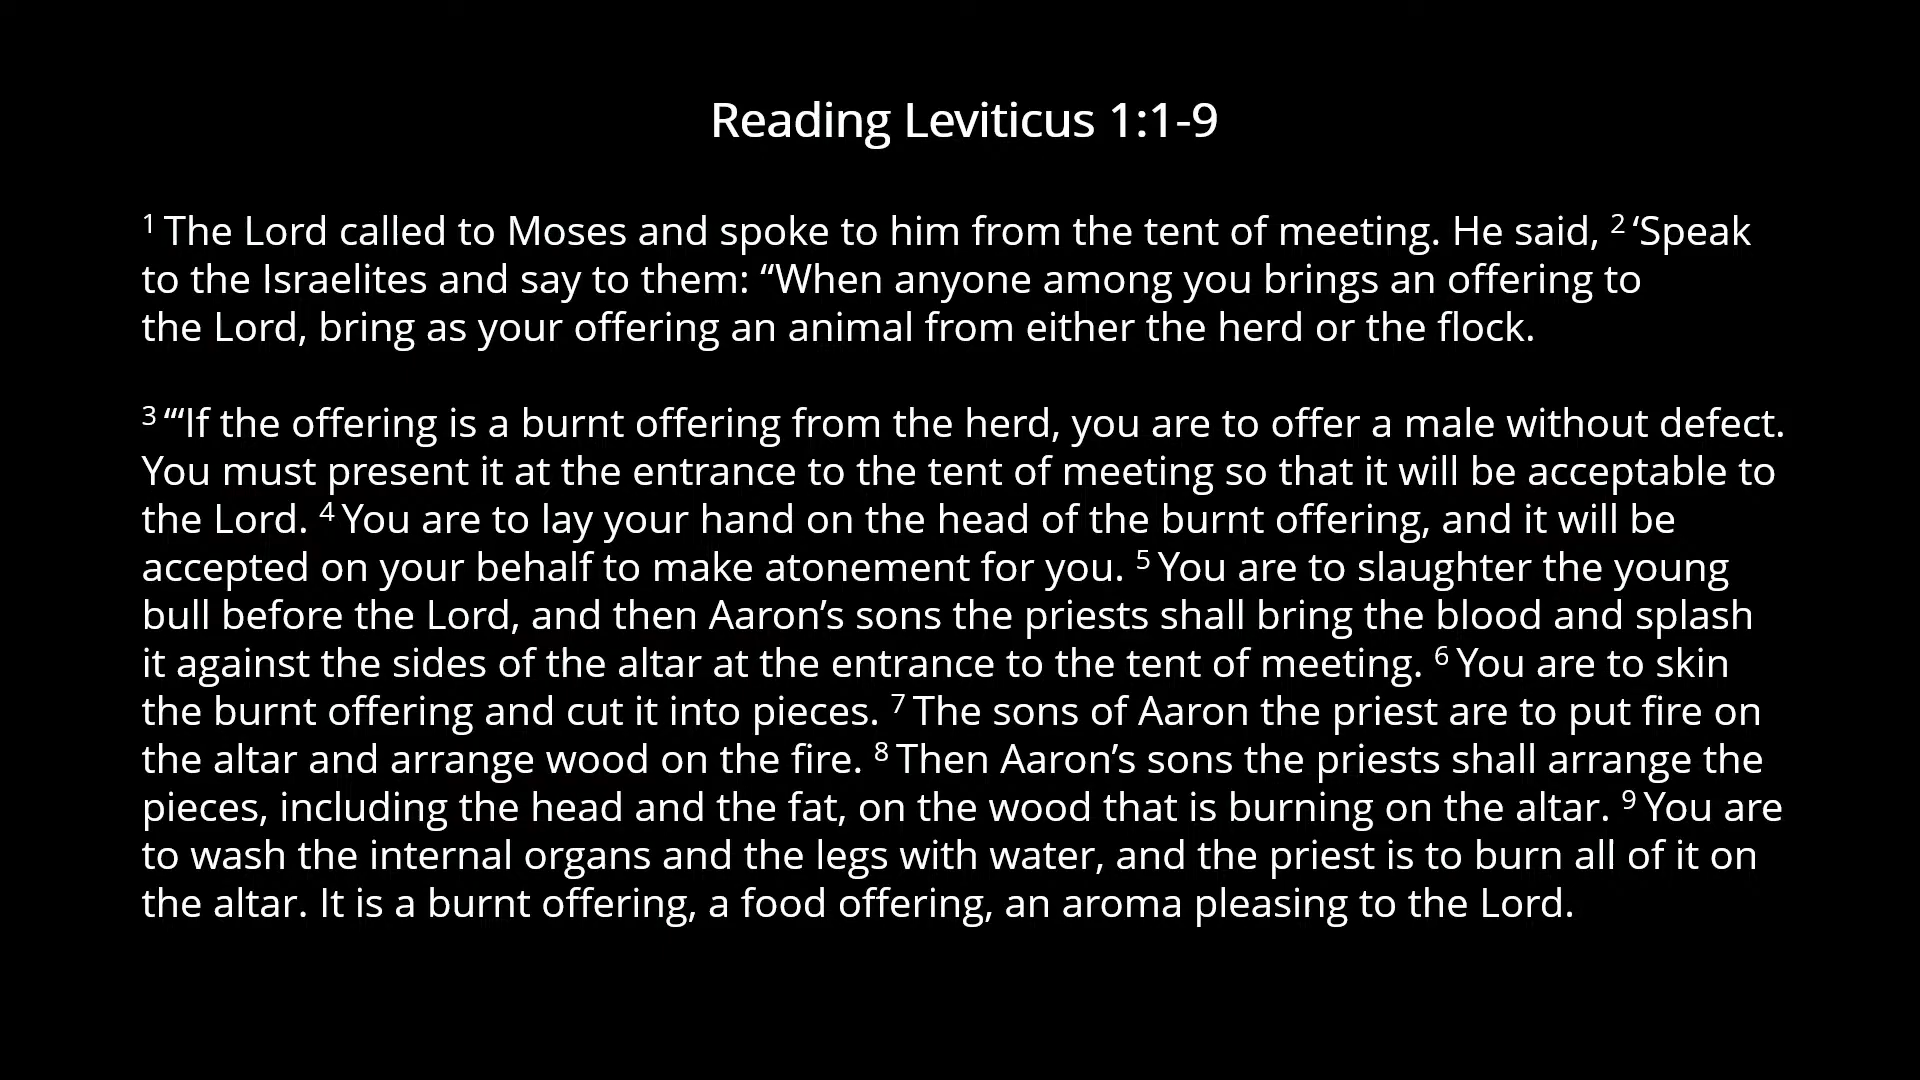 Reading Leviticus 1:1-9
¹ The Lord called to Moses and spoke to him from the tent of meeting. He said, ² ‘Speak
to the Israelites and say to them: “When anyone among you brings an offering to
the Lord, bring as your offering an animal from either the herd or the flock.
³ “‘If the offering is a burnt offering from the herd, you are to offer a male without defect.
You must present it at the entrance to the tent of meeting so that it will be acceptable to
the Lord. ⁴ You are to lay your hand on the head of the burnt offering, and it will be
accepted on your behalf to make atonement for you. ⁵ You are to slaughter the young
bull before the Lord, and then Aaron’s sons the priests shall bring the blood and splash
it against the sides of the altar at the entrance to the tent of meeting. ⁶ You are to skin
the burnt offering and cut it into pieces. ⁷ The sons of Aaron the priest are to put fire on
the altar and arrange wood on the fire. ⁸ Then Aaron’s sons the priests shall arrange the
pieces, including the head and the fat, on the wood that is burning on the altar. ⁹ You are
to wash the internal organs and the legs with water, and the priest is to burn all of it on
the altar. It is a burnt offering, a food offering, an aroma pleasing to the Lord.